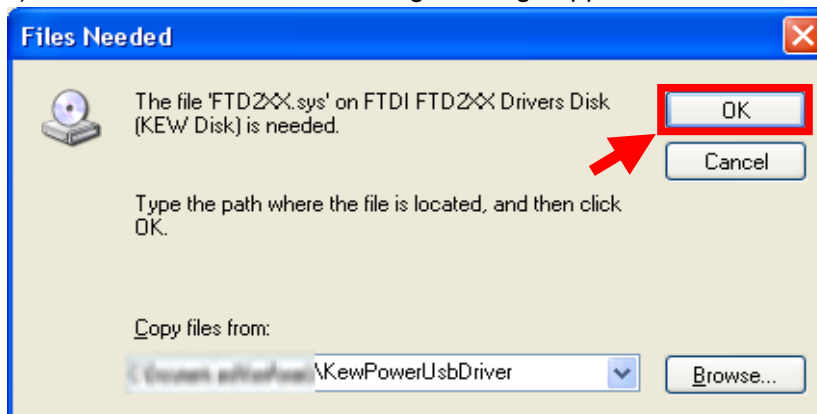 Files Needed
The file 'FTD2XX.sys' on FTDI FTD2XX Drivers Disk
(KEW Disk) is needed.
OK
Cancel
Type the path where the file is located, and then click
OK.
Copy files from:
\KewPowerUsbDriver
Browse...